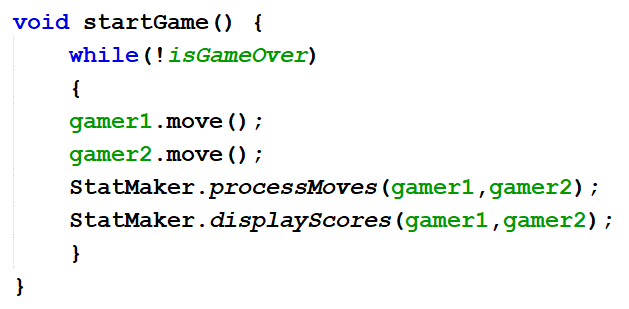 void startGame() {
    while(!isGameOver)
    {
    gamer1.move();
    gamer2.move();
    StatMaker.processMoves(gamer1,gamer2);
    StatMaker.displayScores(gamer1,gamer2);
    }
}